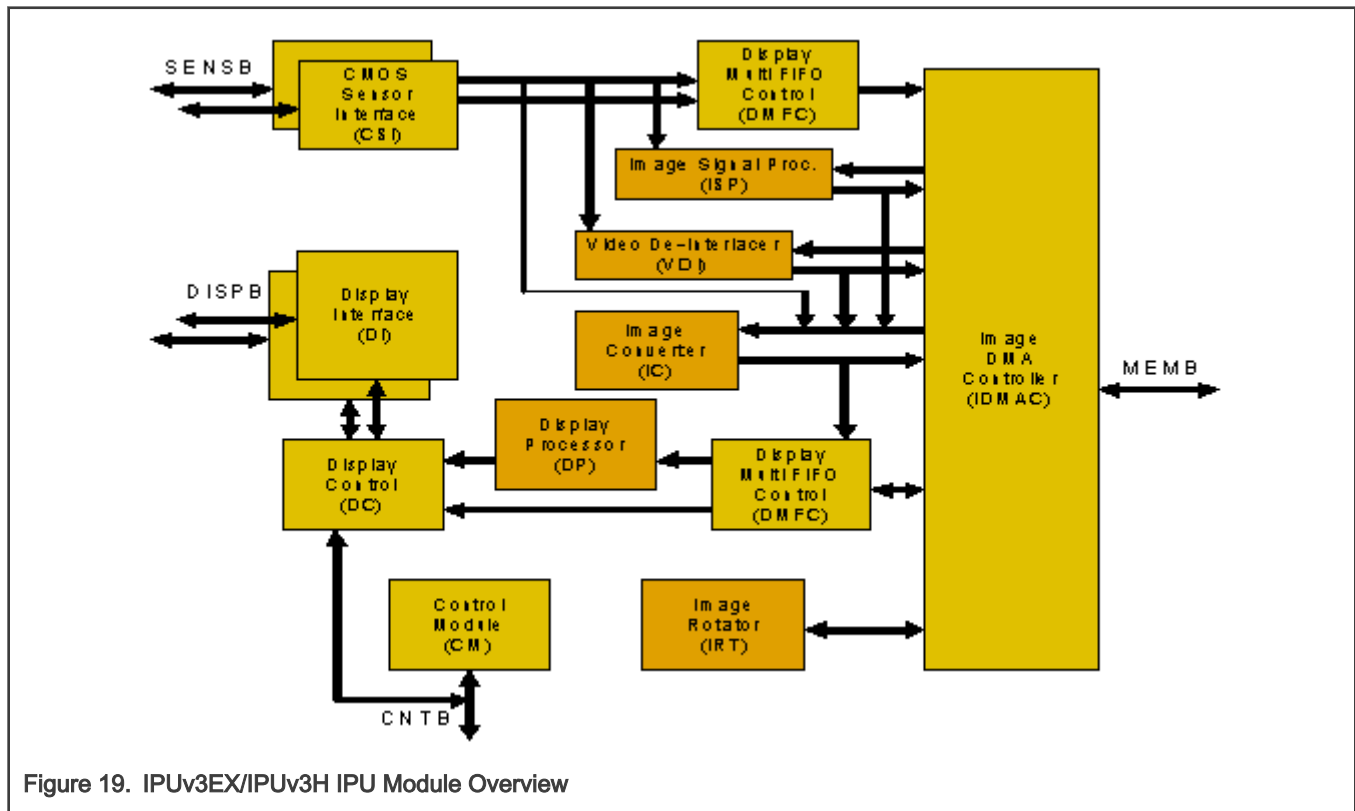 SENSB
CMOS
Sensor
Interface
(CSI)
Display
MultiFIFO
Control
(DMFC)
Image Signal Proc.
(ISP)
Video De-Interlacer
(VDI)
DISPB
Display
Interface
(DI)
Image
Converter
(IC)
Image
DMA
Controller
(IDMAC)
MEMB
Display
Processor
(DP)
Display
Control
(DC)
Display
MultiFIFO
Control
(DMFC)
Control
Module
(CM)
Image
Rotator
(IRT)
CNTB
Figure 19. IPUv3EX/IPUv3H IPU Module Overview